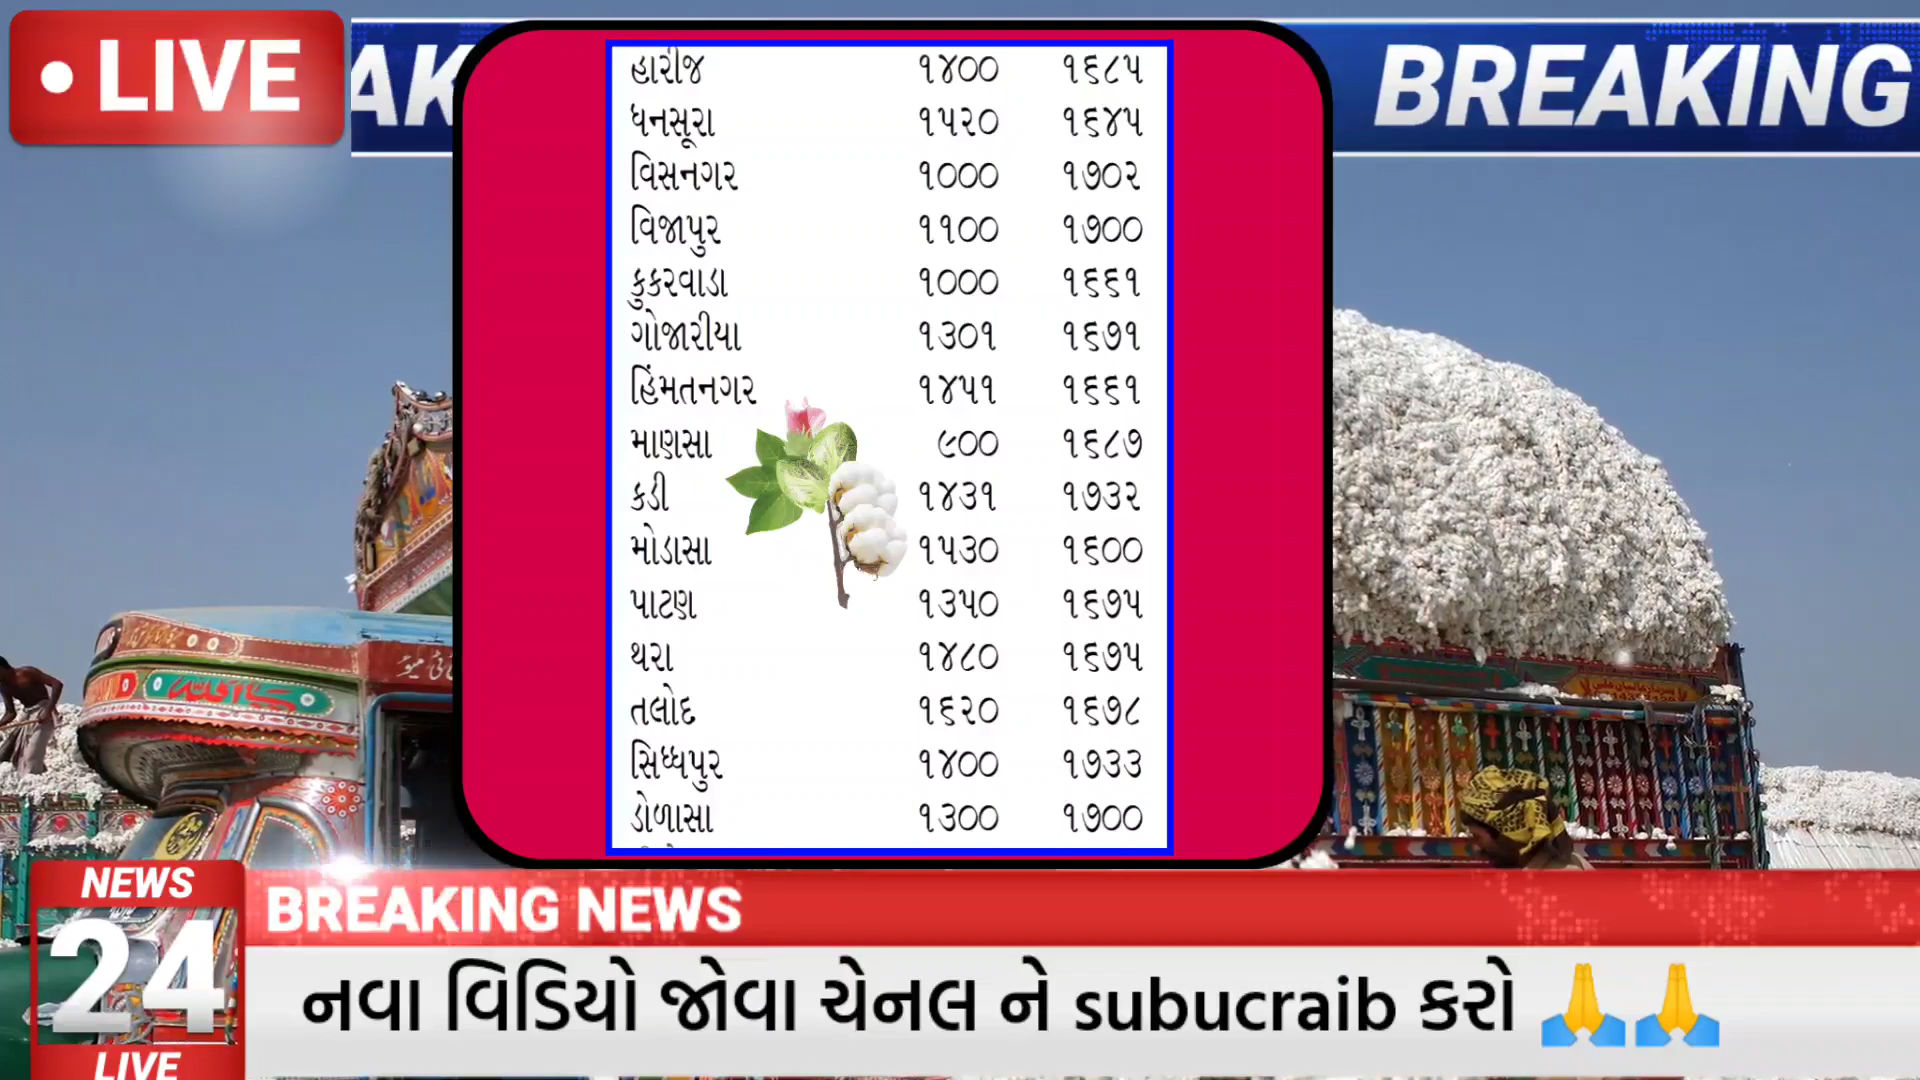 LIVE
AK
BREAKING
હારીજ ૧૪૦૦ ૧૬૮૫
ધનસૂરા ૧૫૨૦ ૧૬૪૫
વિસનગર ૧૦૦૦ ૧૭૦૨
વિજાપુર ૧૧૦૦ ૧૭૦૦
કુકરવાડા ૧૦૦૦ ૧૬૬૧
ગોજારીયા ૧૩૦૧ ૧૬૭૧
હિંમતનગર ૧૪૫૧ ૧૬૬૧
માણસા ૯૦૦ ૧૬૮૭
કડી ૧૪૩૧ ૧૭૩૨
મોડાસા ૧૫૩૦ ૧૬૦૦
પાટણ ૧૩૫૦ ૧૬૭૫
થરા ૧૪૮૦ ૧૬૭૫
તલોદ ૧૬૨૦ ૧૬૭૮
સિધ્ધપુર ૧૪૦૦ ૧૭૩૩
ડોળાસા ૧૩૦૦ ૧૭૦૦
NEWS
24
LIVE
BREAKING NEWS
નવા વિડિયો જોવા ચેનલ ને subucraib કરો 🙏🙏